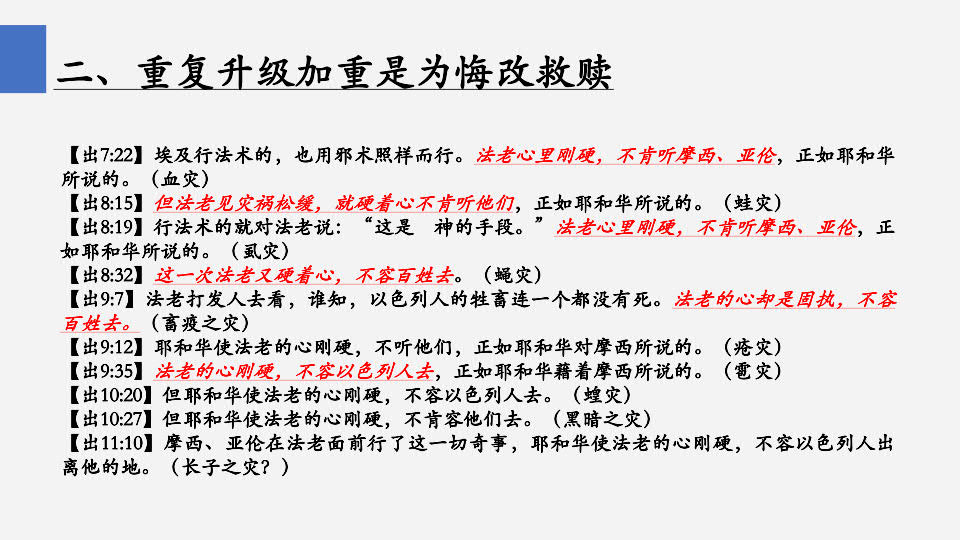 二、重复升级加重是为悔改救赎
【出7:22】埃及行法术的，也用邪术照样而行。法老心里刚硬，不肯听摩西、亚伦，正如耶和华
所说的。（血灾）
【出8:15】但法老见灾祸松缓，就硬着心不肯听他们，正如耶和华所说的。（蛙灾）
【出8:19】行法术的就对法老说：“这是　神的手段。”法老心里刚硬，不肯听摩西、亚伦，正
如耶和华所说的。（虱灾）
【出8:32】这一次法老又硬着心，不容百姓去。（蝇灾）
【出9:7】法老打发人去看，谁知，以色列人的牲畜连一个都没有死。法老的心却是固执，不容
百姓去。（畜疫之灾）
【出9:12】耶和华使法老的心刚硬，不听他们，正如耶和华对摩西所说的。（疮灾）
【出9:35】法老的心刚硬，不容以色列人去，正如耶和华藉着摩西所说的。（雹灾）
【出10:20】但耶和华使法老的心刚硬，不容以色列人去。（蝗灾）
【出10:27】但耶和华使法老的心刚硬，不肯容他们去。（黑暗之灾）
【出11:10】摩西、亚伦在法老面前行了这一切奇事，耶和华使法老的心刚硬，不容以色列人出
离他的地。（长子之灾？）